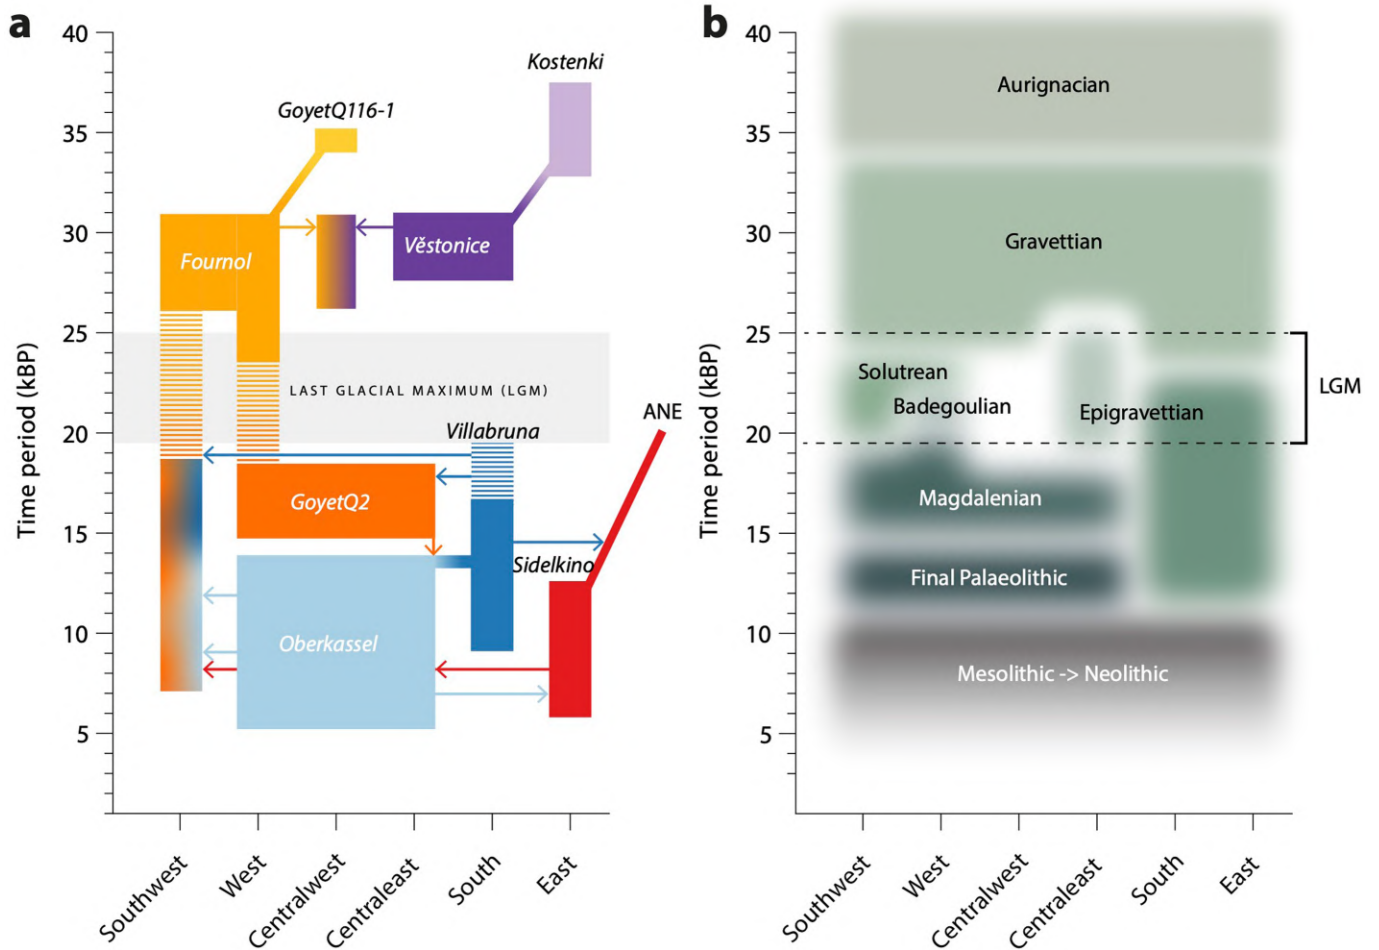 a
Time period (kBP)
40
35
30
25
20
15
10
5
Kostenki
GoyetQ116-1
Fournol
Věstonice
LAST GLACIAL MAXIMUM (LGM)
ANE
Villabruna
GoyetQ2
Sidelkino
Oberkassel
Southwest
West
Centralwest
Centraleast
South
East
b
Time period (kBP)
40
35
30
25
20
15
10
5
Aurignacian
Gravettian
Solutrean
Badegoulian
Epigravettian
LGM
Magdalenian
Final Palaeolithic
Mesolithic -> Neolithic
Southwest
West
Centralwest
Centraleast
South
East